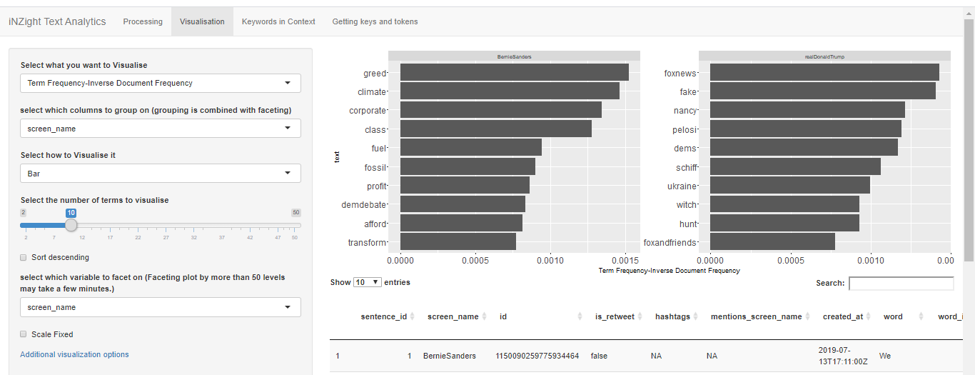 iNZight Text Analytics Processing Visualisation Keywords in Context Getting keys and tokens
Select what you want to Visualise
Term Frequency-Inverse Document Frequency
select which columns to group on (grouping is combined with faceting)
screen_name
Select how to Visualise it
Bar
Select the number of terms to visualise
2 10 50
2 7 12 17 22 27 32 37 42 47 50
Sort descending
select which variable to facet on (Faceting plot by more than 50 levels
may take a few minutes.)
screen_name
Scale Fixed
Additional visualization options
BernieSanders
text
greed
climate
corporate
class
fuel
fossil
profit
demdebate
afford
transform
0.0000 0.0005 0.0010 0.0015
realDonaldTrump
foxnews
fake
nancy
pelosi
dems
schiff
ukraine
witch
hunt
foxandfriends
0.0000 0.0005 0.0010 0.00
Term Frequency-Inverse Document Frequency
Show 10 entries Search:
sentence_id screen_name id is_retweet hashtags mentions_screen_name created_at word word_i
1 1 BernieSanders 1150090259775934464 false NA NA 2019-07-
13T17:11:00Z We